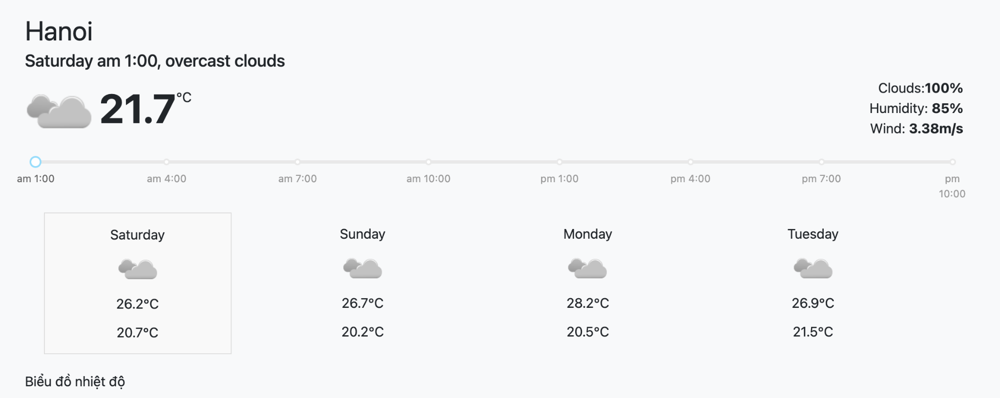 Hanoi
Saturday am 1:00, overcast clouds
21.7°C
Clouds:100%
Humidity: 85%
Wind: 3.38m/s
am 1:00 am 4:00 am 7:00 am 10:00 pm 1:00 pm 4:00 pm 7:00 pm
10:00
Saturday Sunday Monday Tuesday
26.2°C 26.7°C 28.2°C 26.9°C
20.7°C 20.2°C 20.5°C 21.5°C
Biểu đồ nhiệt độ